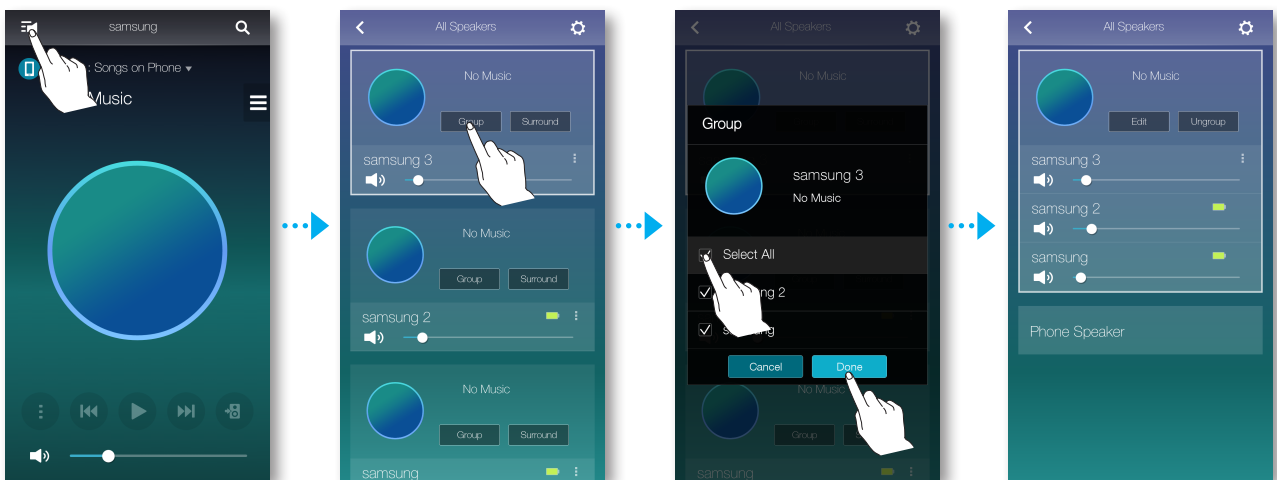 samsung
: Songs on Phone ▾
Music
All Speakers
No Music
Group Surround
samsung 3
No Music
Group Surround
samsung 2
No Music
Group Surround
samsung
All Speakers
No Music
Group
samsung 3
No Music
Select All
ng 2
ng
Cancel Done
No Music
Group
samsung
All Speakers
No Music
Edit Ungroup
samsung 3
samsung 2
samsung
Phone Speaker